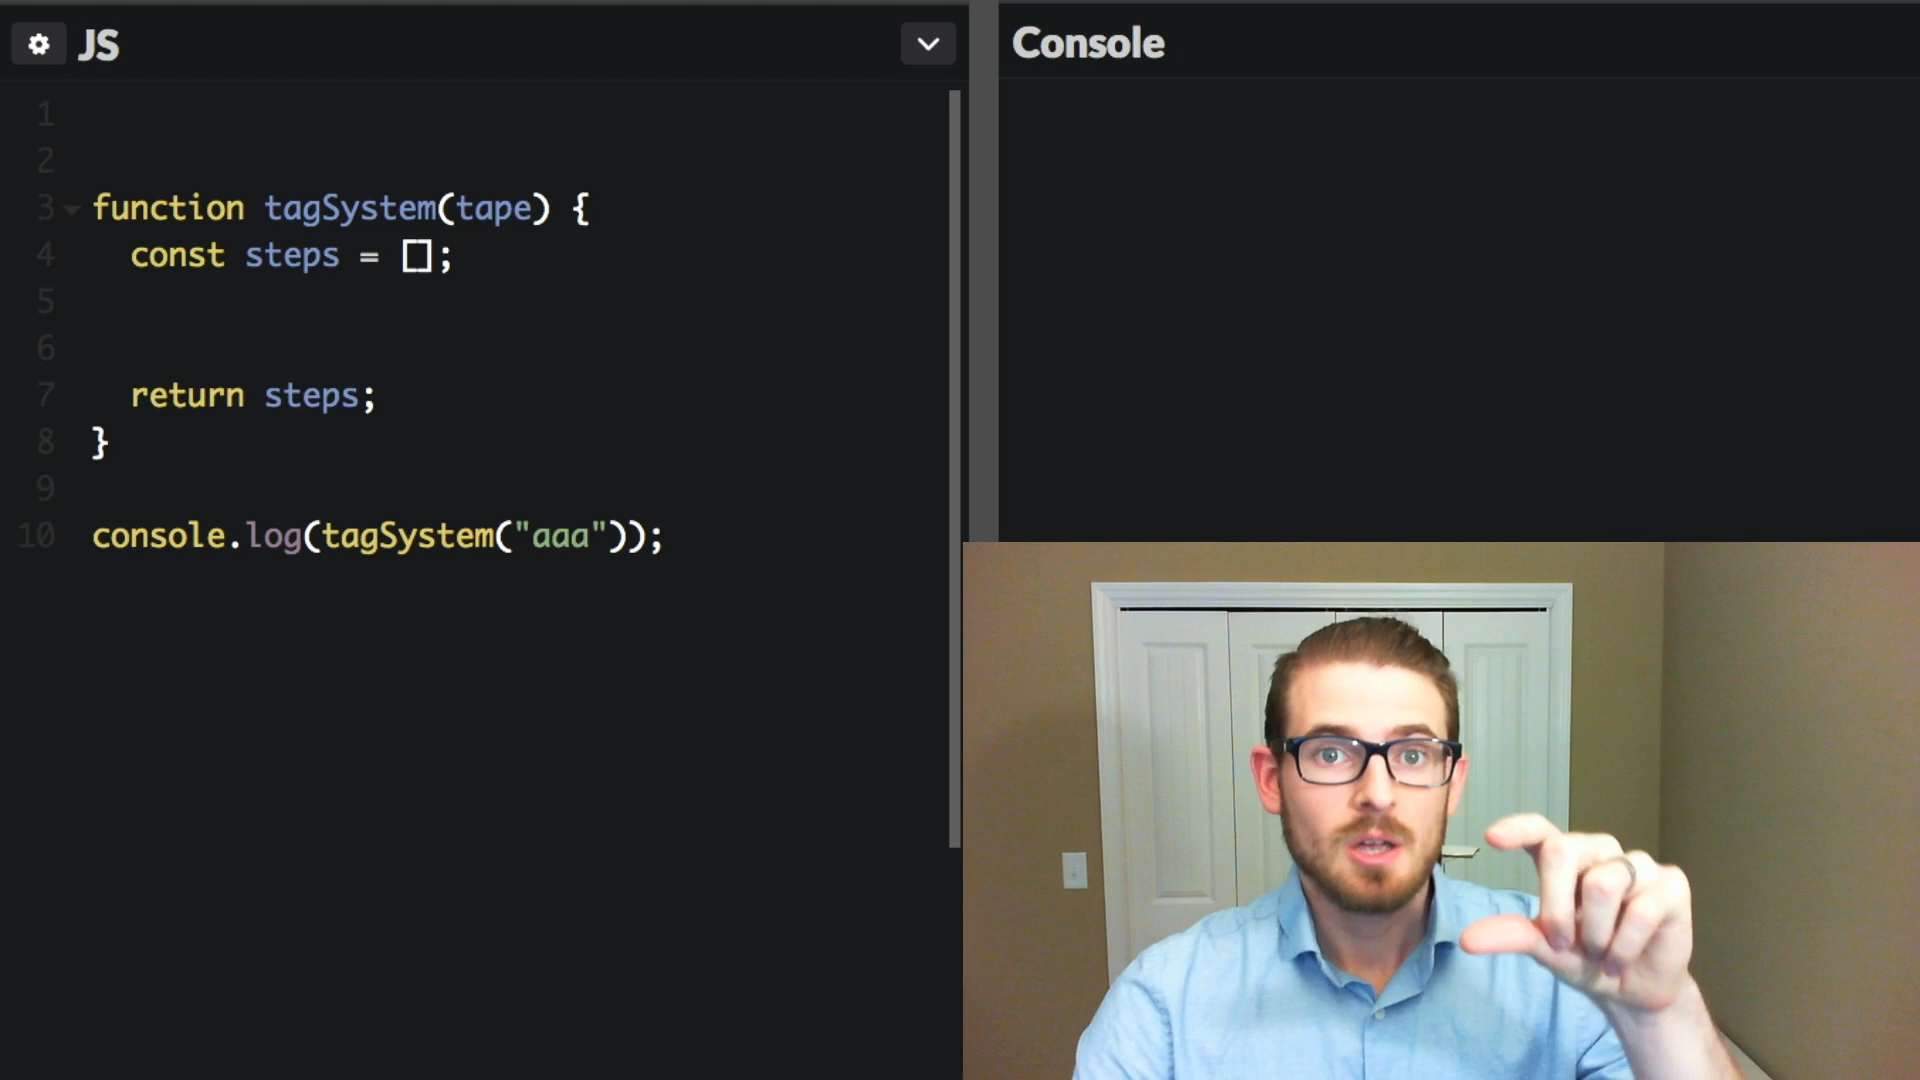 JS
1
2
3 function tagSystem(tape) {
4 const steps = [];
5
6
7 return steps;
8 }
9
10 console.log(tagSystem("aaa"));
Console